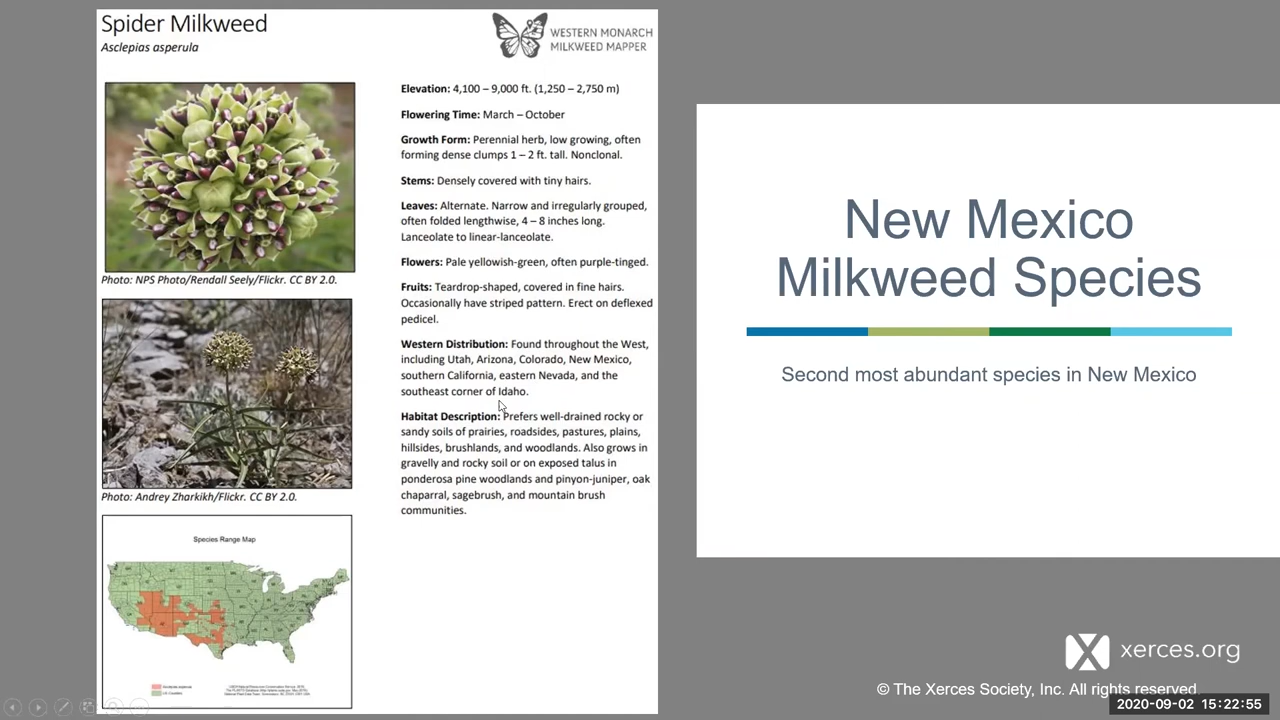 Spider Milkweed
Asclepias asperula
WESTERN MONARCH
MILKWEED MAPPER
Photo: NPS Photo/Rendall Seely/Flickr. CC BY 2.0.
Photo: Andrey Zharkikh/Flickr. CC BY 2.0.
Species Range Map
Elevation: 4,100 – 9,000 ft. (1,250 – 2,750 m)
Flowering Time: March – October
Growth Form: Perennial herb, low growing, often
forming dense clumps 1 – 2 ft. tall. Nonclonal.
Stems: Densely covered with tiny hairs.
Leaves: Alternate. Narrow and irregularly grouped,
often folded lengthwise, 4 – 8 inches long.
Lanceolate to linear-lanceolate.
Flowers: Pale yellowish-green, often purple-tinged.
Fruits: Teardrop-shaped, covered in fine hairs.
Occasionally have striped pattern. Erect on deflexed
pedicel.
Western Distribution: Found throughout the West,
including Utah, Arizona, Colorado, New Mexico,
southern California, eastern Nevada, and the
southeast corner of Idaho.
Habitat Description: Prefers well-drained rocky or
sandy soils of prairies, roadsides, pastures, plains,
hillsides, brushlands, and woodlands. Also grows in
gravelly and rocky soil or on exposed talus in
ponderosa pine woodlands and pinyon-juniper, oak
chaparral, sagebrush, and mountain brush
communities.
New Mexico
Milkweed Species
Second most abundant species in New Mexico
xerces.org
© The Xerces Society, Inc. All rights reserved
2020-09-02 15:22:55